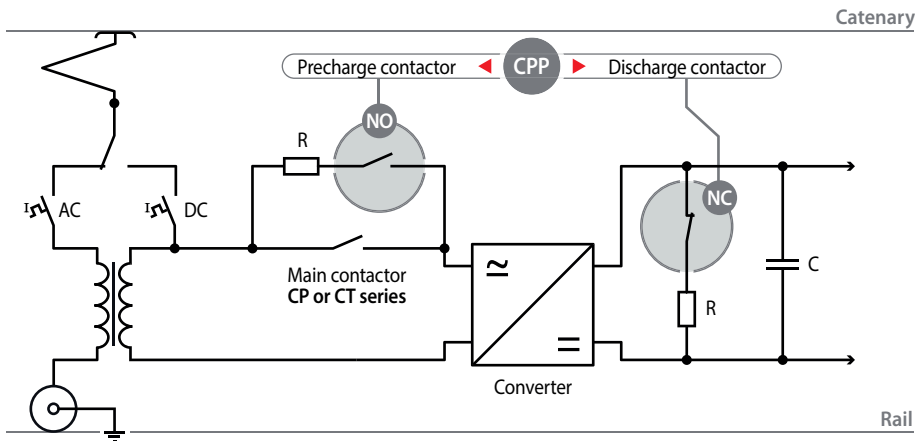 Catenary
Precharge contactor
CPP
Discharge contactor
NO
R
NC
I
AC
I
DC
Main contactor
CP or CT series
C
R
Converter
Rail